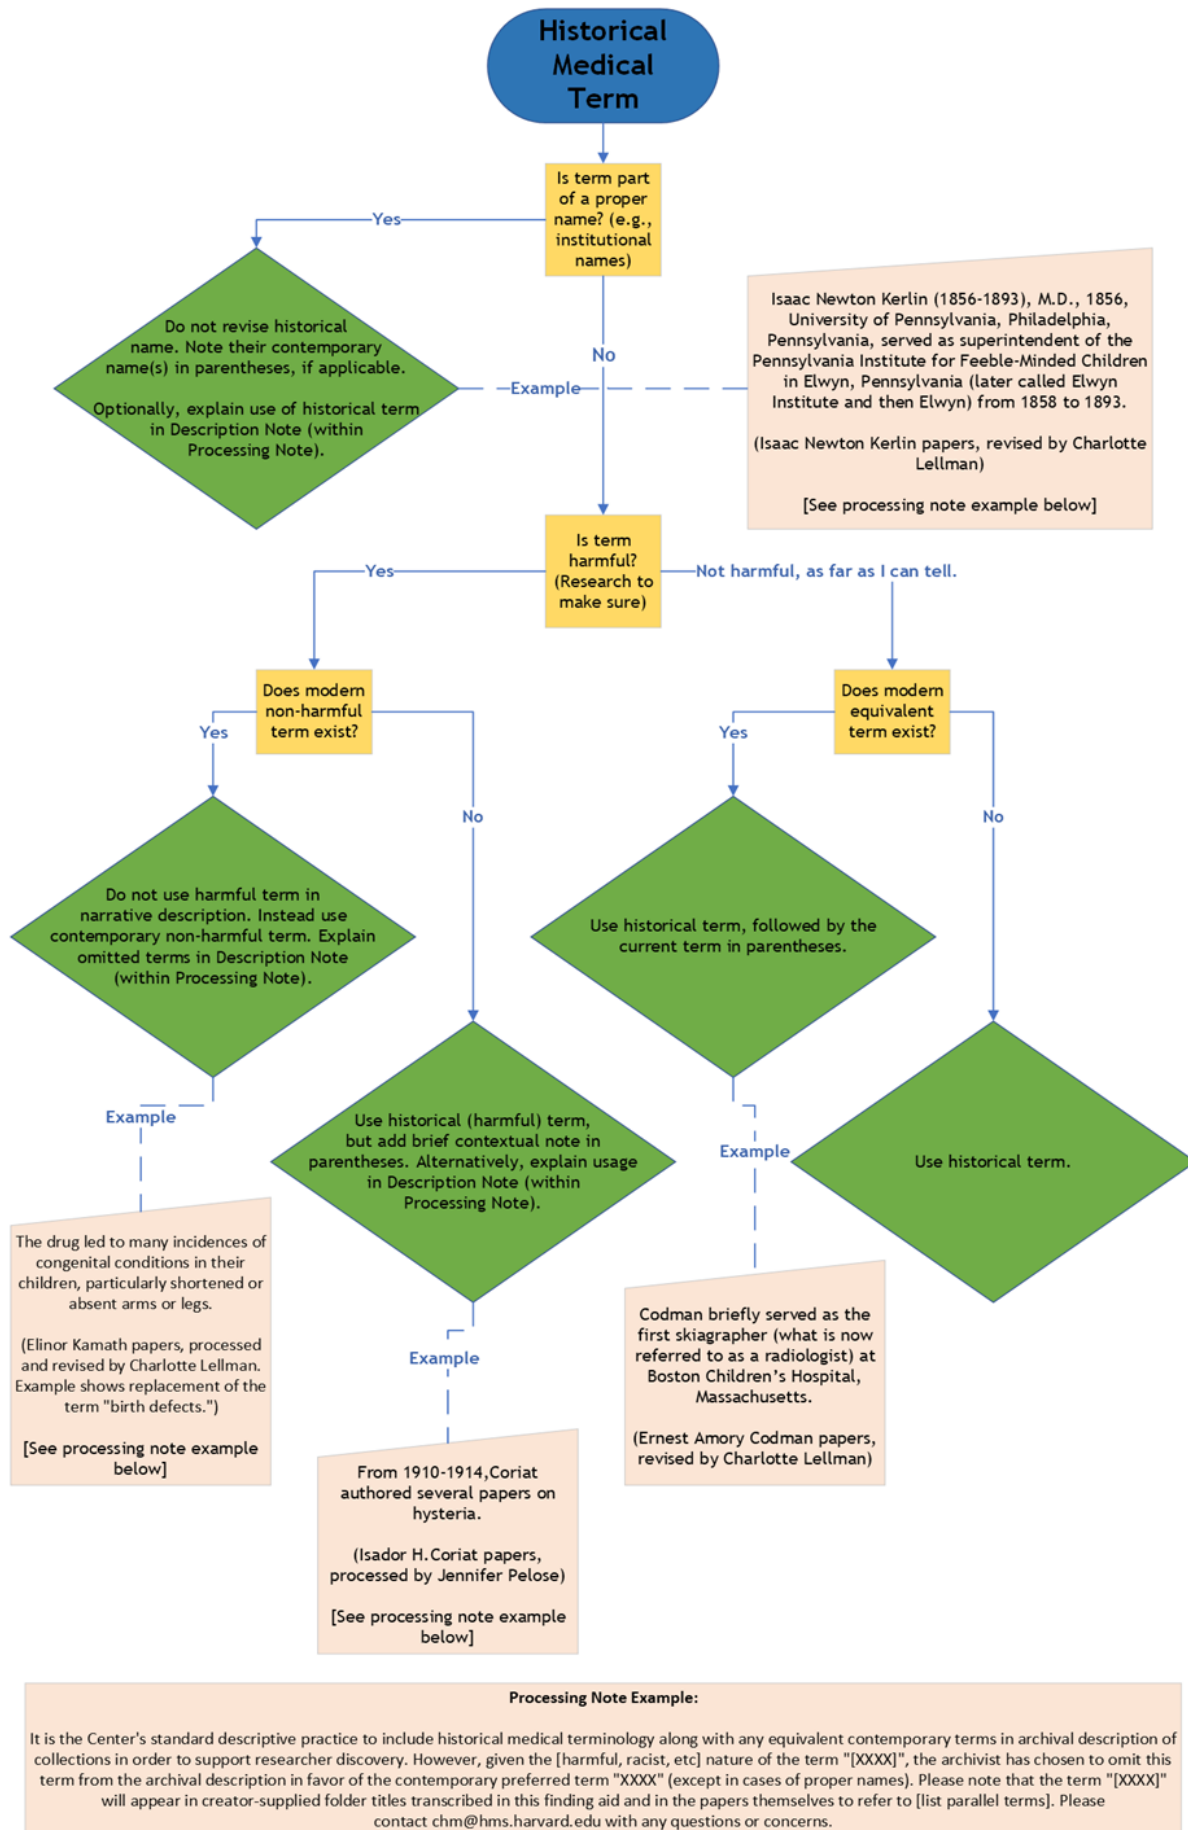 Historical
Medical
Term
Is term part
of a proper
name? (e.g.,
institutional
names)
Yes
No
Do not revise historical
name. Note their contemporary
name(s) in parentheses, if applicable.
Optionally, explain use of historical term
in Description Note (within
Processing Note).
Example
Isaac Newton Kerlin (1856-1893), M.D., 1856,
University of Pennsylvania, Philadelphia,
Pennsylvania, served as superintendent of the
Pennsylvania Institute for Feeble-Minded Children
in Elwyn, Pennsylvania (later called Elwyn
Institute and then Elwyn) from 1858 to 1893.
(Isaac Newton Kerlin papers, revised by Charlotte
Lellman)
[See processing note example below]
Is term
harmful?
(Research to
make sure)
Yes
Not harmful, as far as I can tell.
Does modern
non-harmful
term exist?
Yes
No
Does modern
equivalent
term exist?
Yes
No
Do not use harmful term in
narrative description. Instead use
contemporary non-harmful term. Explain
omitted terms in Description Note
(within Processing Note).
Use historical term, followed by the
current term in parentheses.
Example
Use historical (harmful) term,
but add brief contextual note in
parentheses. Alternatively, explain usage
in Description Note (within
Processing Note).
Example
Use historical term.
The drug led to many incidences of
congenital conditions in their
children, particularly shortened or
absent arms or legs.
(Elinor Kamath papers, processed
and revised by Charlotte Lellman.
Example shows replacement of the
term "birth defects.")
[See processing note example
below]
Example
From 1910-1914,Coriat
authored several papers on
hysteria.
(Isador H.Coriat papers,
processed by Jennifer Pelose)
[See processing note example
below]
Codman briefly served as the
first skiagrapher (what is now
referred to as a radiologist) at
Boston Children's Hospital,
Massachusetts.
(Ernest Amory Codman papers,
revised by Charlotte Lellman)
Processing Note Example:
It is the Center's standard descriptive practice to include historical medical terminology along with any equivalent contemporary terms in archival description of
collections in order to support researcher discovery. However, given the [harmful, racist, etc] nature of the term "[XXXX]", the archivist has chosen to omit this
term from the archival description in favor of the contemporary preferred term "XXXX" (except in cases of proper names). Please note that the term "[XXXX]"
will appear in creator-supplied folder titles transcribed in this finding aid and in the papers themselves to refer to [list parallel terms]. Please
contact chm@hms.harvard.edu with any questions or concerns.